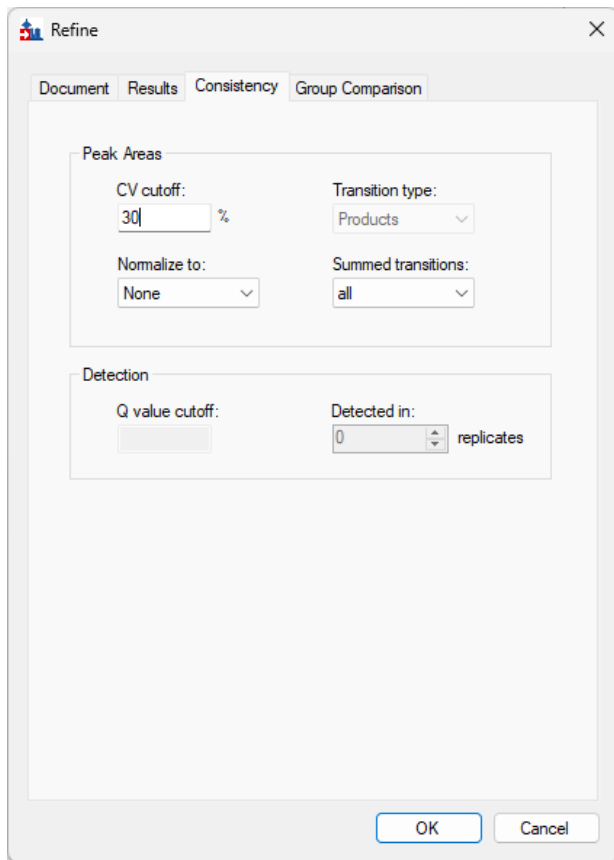 Refine
Document Results Consistency Group Comparison
Peak Areas
CV cutoff: Transition type:
30 % Products
Normalize to: Summed transitions:
None all
Detection
Q value cutoff: Detected in:
0 replicates
OK Cancel